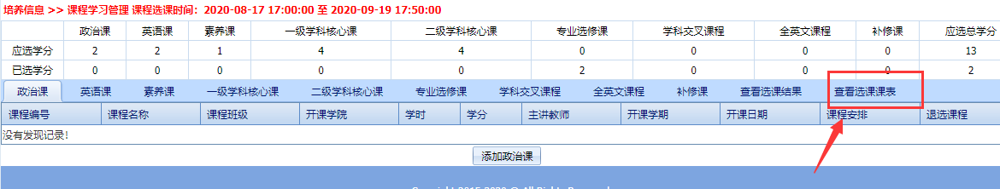 培养信息 >> 课程学习管理 课程选课时间：2020-08-17 17:00:00 至 2020-09-19 17:50:00
政治课 英语课 素养课 一级学科核心课 二级学科核心课 专业选修课 学科交叉课程 全英文课程 补修课 应选总学分
应选学分 2 2 1 4 4 0 0 0 0 13
已选学分 0 0 0 0 0 2 0 0 0 2
政治课 英语课 素养课 一级学科核心课 二级学科核心课 专业选修课 学科交叉课程 全英文课程 补修课 查看选课结果 查看选课课表
课程编号 课程名称 课程班级 开课学院 学时 学分 主讲教师 开课学期 开课日期 课程安排 退选课程
没有发现记录!
添加政治课